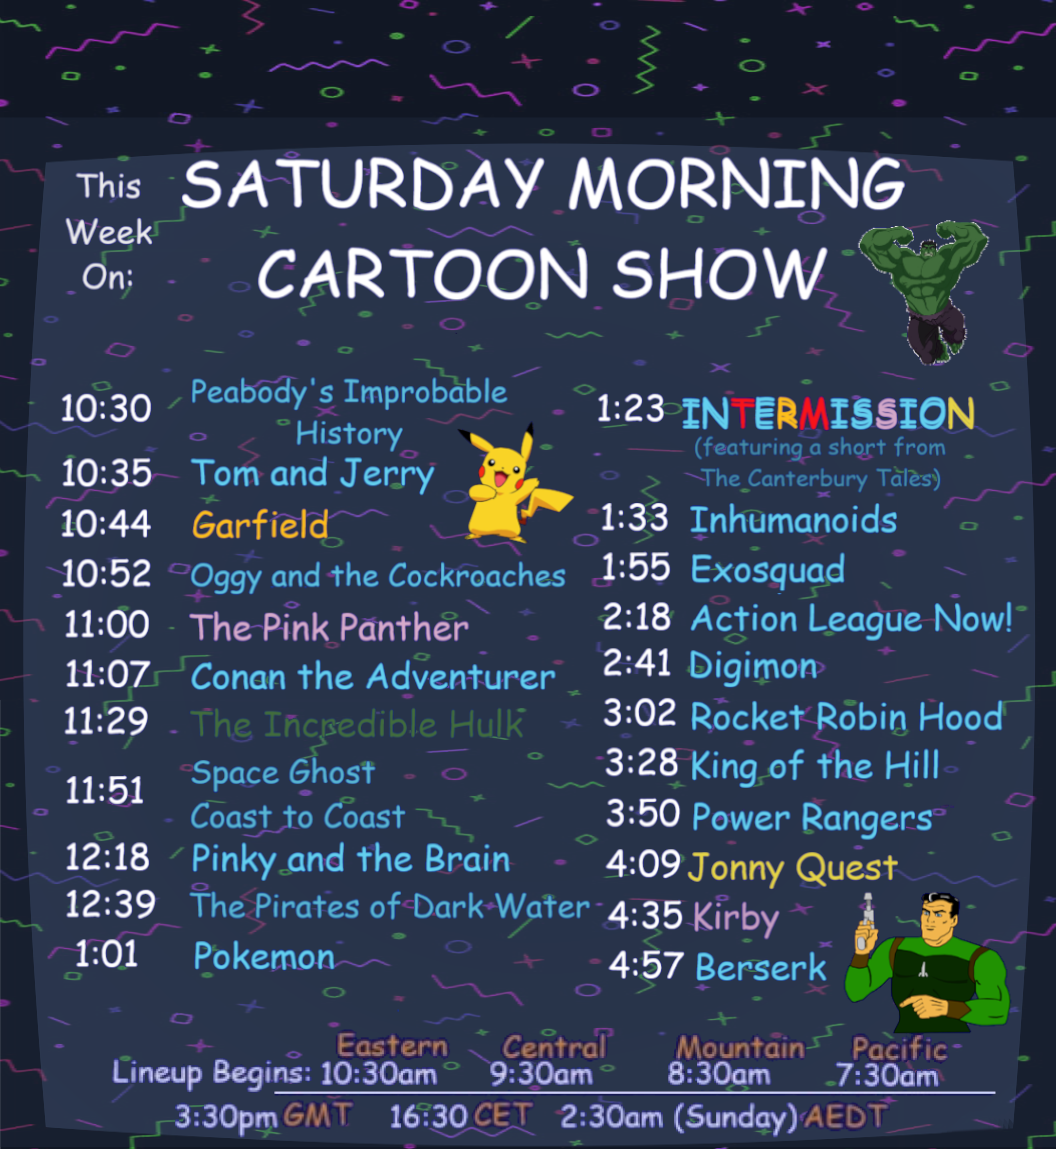 This
Week
On:
SATURDAY MORNING
CARTOON SHOW
10:30 Peabody's Improbable
History
10:35 Tom and Jerry
10:44 Garfield
10:52 Oggy and the Cockroaches
11:00 The Pink Panther
11:07 Conan the Adventurer
11:29 The Incredible Hulk
11:51 Space Ghost
Coast to Coast
12:18 Pinky and the Brain
12:39 The Pirates of Dark Water
1:01 Pokemon
1:23 INTERMISSION
(featuring a short from
The Canterbury Tales)
1:33 Inhumanoids
1:55 Exosquad
2:18 Action League Now!
2:41 Digimon
3:02 Rocket Robin Hood
3:28 King of the Hill
3:50 Power Rangers
4:09 Jonny Quest
4:35 Kirby
4:57 Berserk
Eastern Central Mountain Pacific
Lineup Begins: 10:30am 9:30am 8:30am 7:30am
3:30pm GMT 16:30 CET 2:30am (Sunday) AEDT